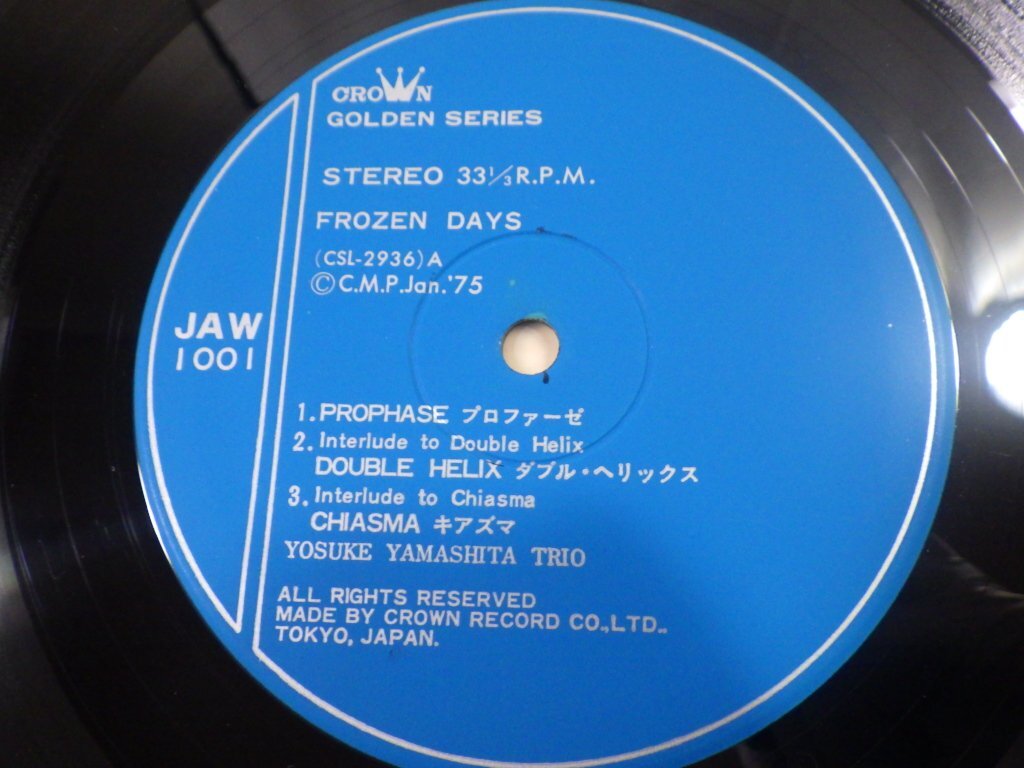 CROWN
GOLDEN SERIES
STEREO 33⅓R.P.M.
FROZEN DAYS
(CSL-2936)A
©C.M.P.Jan.'75
JAW
1001
1.PROPHASE プロファーゼ
2.Interlude to Double Helix
DOUBLE HELIX ダブル・ヘリックス
3.Interlude to Chiasma
CHIASMA キアズマ
YOSUKE YAMASHITA TRIO
ALL RIGHTS RESERVED
MADE BY CROWN RECORD CO.,LTD..
TOKYO, JAPAN.